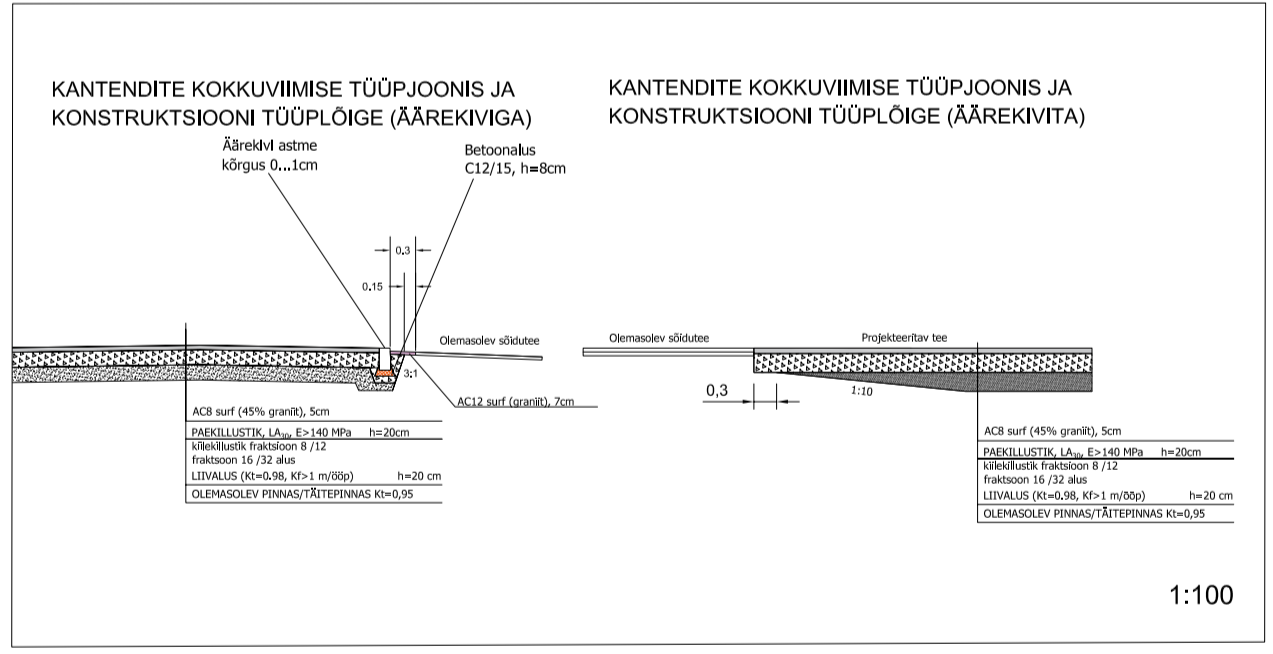 KANTENDITE KOKKUVIIMISE TÜÜPJOONIS JA
KONSTRUKTSIOONI TÜÜPLÕIGE (ÄÄREKIVIGA)
Äärekivi astme
kõrgus 0...1cm
Betoonalus
C12/15, h=8cm
0.3
0.15
Olemasolev sõidutee
3:1
AC12 surf (graniit), 7cm
AC8 surf (45% graniit), 5cm
PAEKILLUSTIK, LA30, E>140 MPa h=20cm
kiilekillustik fraktsioon 8 /12
fraktsoon 16 /32 alus
LIIVALUS (Kt=0.98, Kf>1 m/ööp) h=20 cm
OLEMASOLEV PINNAS/TÄITEPINNAS Kt=0,95
KANTENDITE KOKKUVIIMISE TÜÜPJOONIS JA
KONSTRUKTSIOONI TÜÜPLÕIGE (ÄÄREKIVITA)
Olemasolev sõidutee
Projekteeritav tee
0,3
1:10
AC8 surf (45% graniit), 5cm
PAEKILLUSTIK, LA30, E>140 MPa h=20cm
kiilekillustik fraktsioon 8 /12
fraktsoon 16 /32 alus
LIIVALUS (Kt=0.98, Kf>1 m/ööp) h=20 cm
OLEMASOLEV PINNAS/TÄITEPINNAS Kt=0,95
1:100